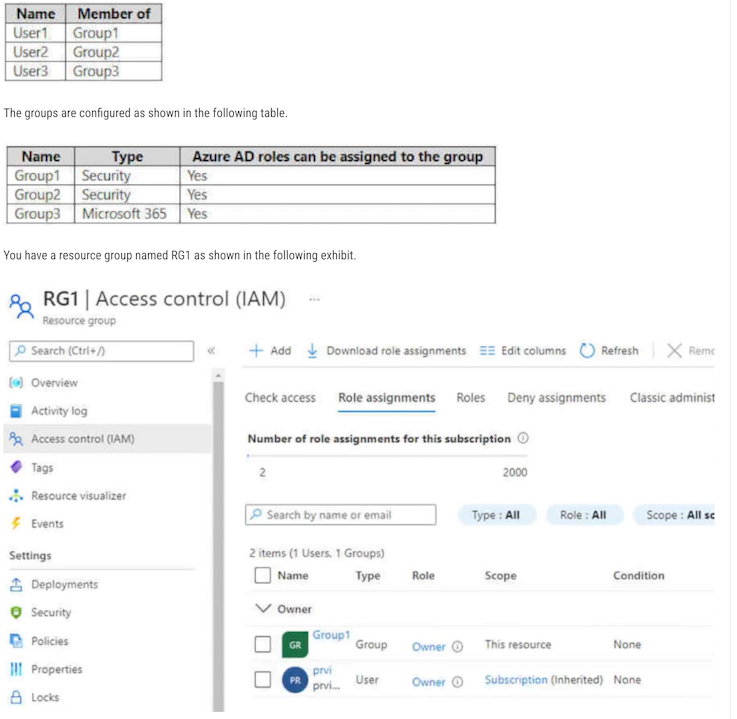 Name Member of
User1 Group1
User2 Group2
User3 Group3
The groups are configured as shown in the following table.
Name Type Azure AD roles can be assigned to the group
Group1 Security Yes
Group2 Security Yes
Group3 Microsoft 365 Yes
You have a resource group named RG1 as shown in the following exhibit.
RG1 | Access control (IAM) ...
Resource group
Search (Ctrl+/) «
+ Add Download role assignments Edit columns Refresh Remo
Overview
Activity log
Access control (IAM)
Tags
Resource visualizer
Events
Settings
Deployments
Security
Policies
Properties
Locks
Check access Role assignments Roles Deny assignments Classic administ
Number of role assignments for this subscription
2 2000
Search by name or email Type : All Role : All Scope : All sc
2 items (1 Users, 1 Groups)
Name Type Role Scope Condition
Owner
GR Group1 Group Owner This resource None
PR prvi User Owner Subscription (Inherited) None
prvi...